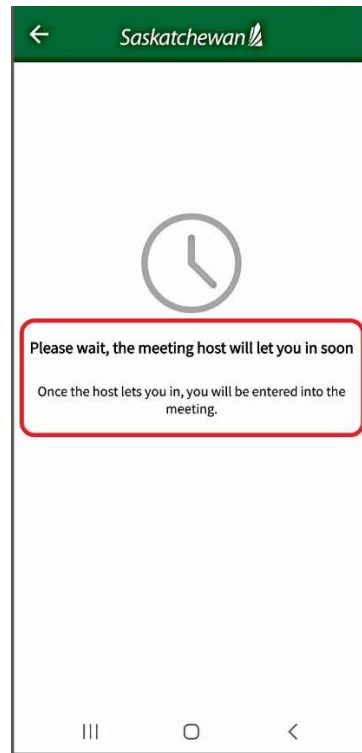 Saskatchewan
Please wait, the meeting host will let you in soon
Once the host lets you in, you will be entered into the
meeting.